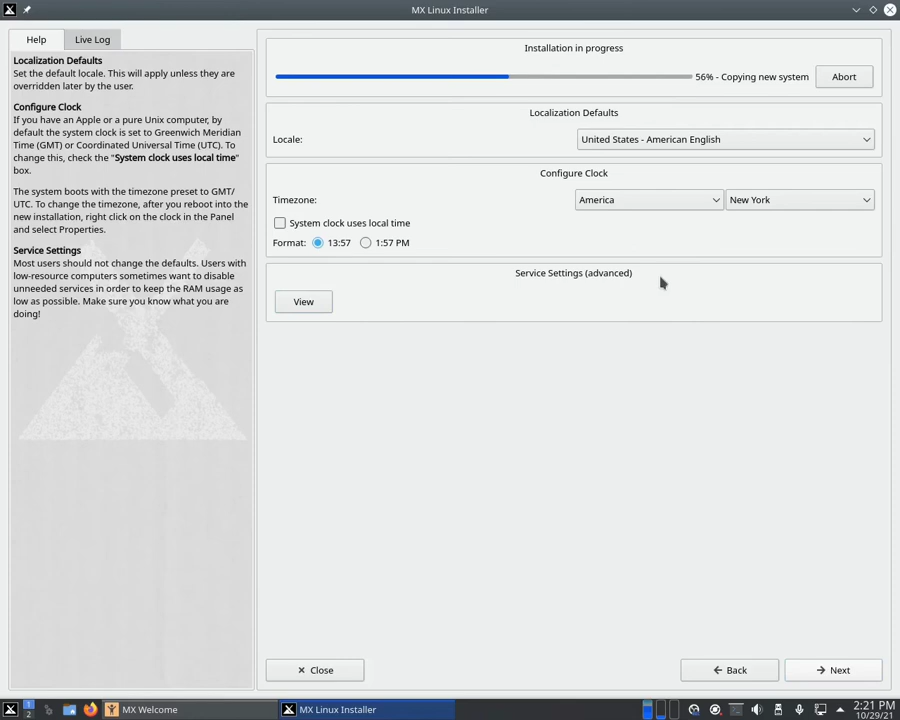 MX Linux Installer
Help
Live Log
Localization Defaults
Set the default locale. This will apply unless they are
overridden later by the user.
Configure Clock
If you have an Apple or a pure Unix computer, by
default the system clock is set to Greenwich Meridian
Time (GMT) or Coordinated Universal Time (UTC). To
change this, check the "System clock uses local time"
box.
The system boots with the timezone preset to GMT/
UTC. To change the timezone, after you reboot into the
new installation, right click on the clock in the Panel
and select Properties.
Service Settings
Most users should not change the defaults. Users with
low-resource computers sometimes want to disable
unneeded services in order to keep the RAM usage as
low as possible. Make sure you know what you are
doing!
Installation in progress
56% - Copying new system
Abort
Localization Defaults
Locale:
United States - American English
Configure Clock
Timezone:
America
New York
System clock uses local time
Format:
13:57
1:57 PM
Service Settings (advanced)
View
Close
Back
Next
1
2
MX Welcome
MX Linux Installer
2:21 PM
10/29/21